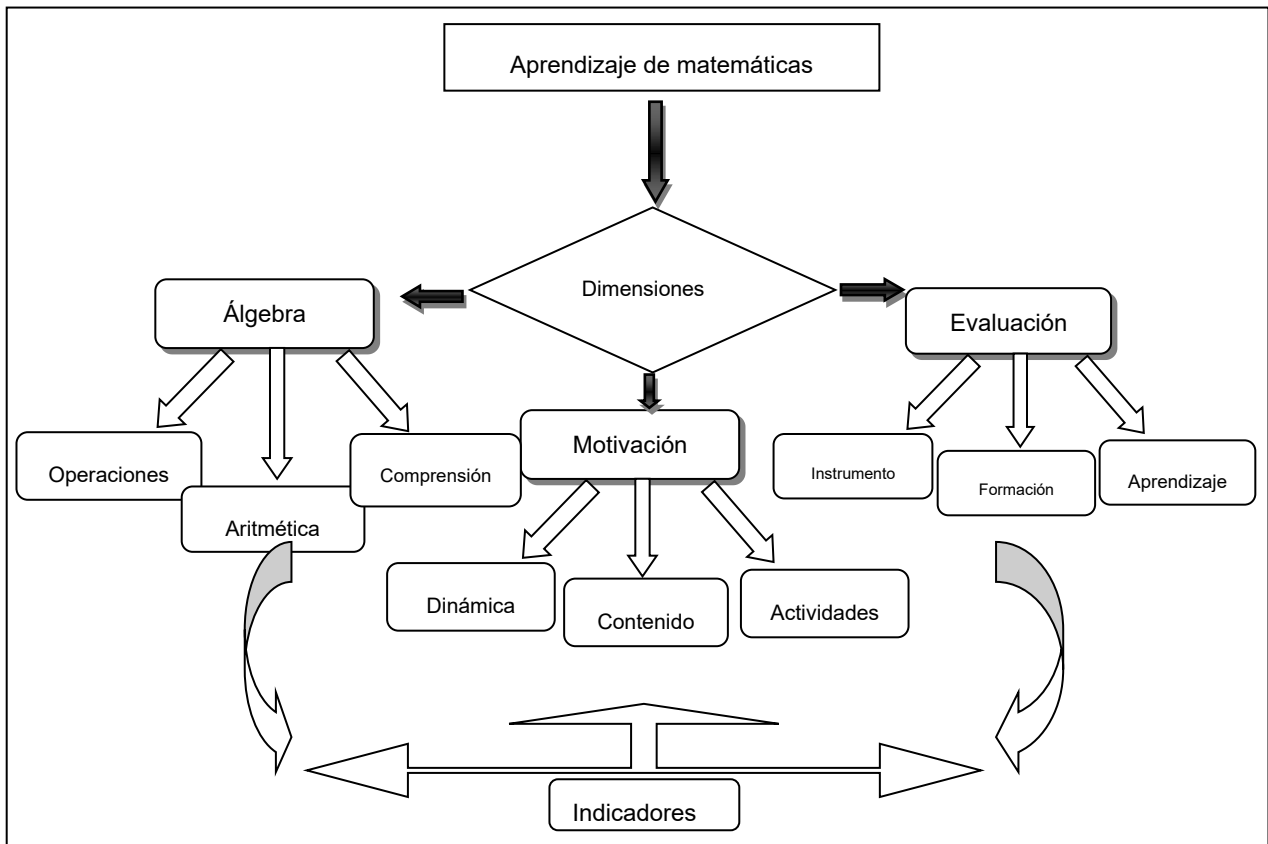 Aprendizaje de matemáticas
Dimensiones
Álgebra
Evaluación
Motivación
Operaciones
Aritmética
Comprensión
Instrumento
Formación
Aprendizaje
Dinámica
Contenido
Actividades
Indicadores